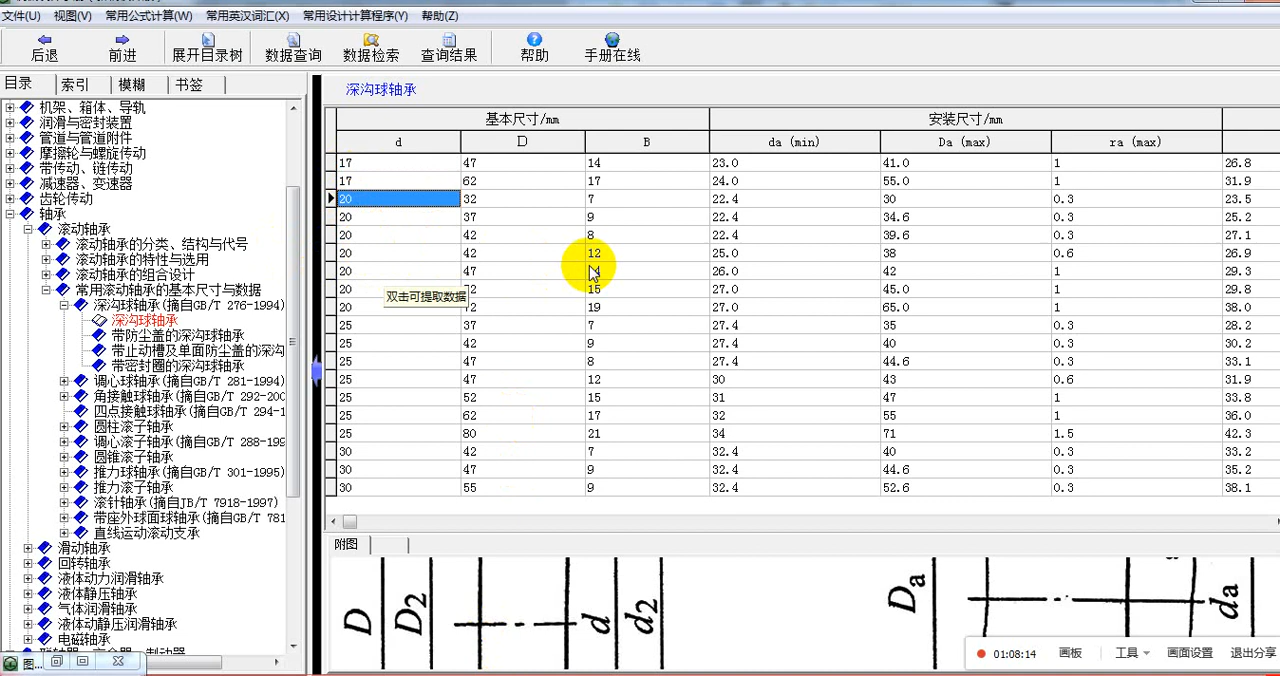 文件(U) 视图(V) 常用公式计算(W) 常用英汉词汇(X) 常用设计计算程序(Y) 帮助(Z)
后退 前进 展开目录树 数据查询 数据检索 查询结果 帮助 手册在线
目录 索引 模糊 书签
机架、箱体、导轨
润滑与密封装置
管道与管道附件
摩擦轮与螺旋传动
带传动、链传动
减速器、变速器
齿轮传动
轴承
滚动轴承
滚动轴承的分类、结构与代号
滚动轴承的特性与选用
滚动轴承的组合设计
常用滚动轴承的基本尺寸与数据
深沟球轴承(摘自GB/T 276-1994)
深沟球轴承
带防尘盖的深沟球轴承
带止动槽及单面防尘盖的深沟
带密封圈的深沟球轴承
调心球轴承(摘自GB/T 281-1994)
角接触球轴承(摘自GB/T 292-200
四点接触球轴承(摘自GB/T 294-1
圆柱滚子轴承
调心滚子轴承(摘自GB/T 288-199
圆锥滚子轴承
推力球轴承(摘自GB/T 301-1995)
推力滚子轴承
滚针轴承(摘自JB/T 7918-1997)
带座外球面球轴承(摘自GB/T 781
直线运动滚动支承
滑动轴承
回转轴承
液体动力润滑轴承
液体静压轴承
气体润滑轴承
液体动静压润滑轴承
电磁轴承
图...
深沟球轴承
基本尺寸/mm 安装尺寸/mm
d D B da (min) Da (max) ra (max)
17 47 14 23.0 41.0 1 26.8
17 62 17 24.0 55.0 1 31.9
20 32 7 22.4 30 0.3 23.5
20 37 9 22.4 34.6 0.3 25.2
20 42 8 22.4 39.6 0.3 27.1
20 42 12 25.0 38 0.6 26.9
20 47 26.0 42 1 29.3
20 15 27.0 45.0 1 29.8
20 19 27.0 65.0 1 38.0
双击可提取数据
25 37 7 27.4 35 0.3 28.2
25 42 9 27.4 40 0.3 30.2
25 47 8 27.4 44.6 0.3 33.1
25 47 12 30 43 0.6 31.9
25 52 15 31 47 1 33.8
25 62 17 32 55 1 36.0
25 80 21 34 71 1.5 42.3
30 42 7 32.4 40 0.3 33.2
30 47 9 32.4 44.6 0.3 35.2
30 55 9 32.4 52.6 0.3 38.1
附图
D D2 d d2 Da da
01:08:14 画板 工具 画面设置 退出分享